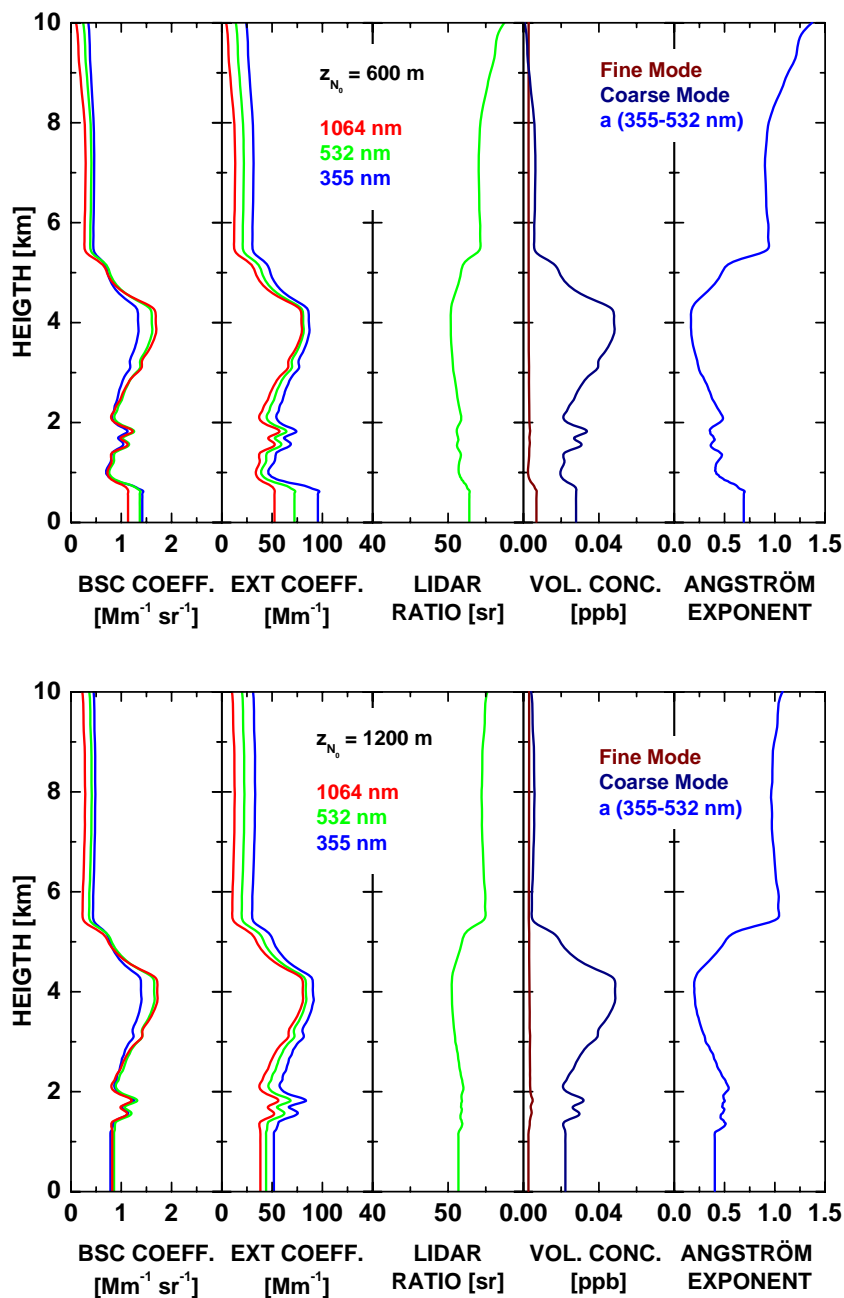 10
8
6
4
2
0
HEIGTH [km]
z_N₀ = 600 m
1064 nm
532 nm
355 nm
Fine Mode
Coarse Mode
a (355-532 nm)
0 1 2 0 50 100 40 50 0.00 0.04 0.0 0.5 1.0 1.5
BSC COEFF. EXT COEFF. LIDAR VOL. CONC. ANGSTRÖM
[Mm⁻¹ sr⁻¹] [Mm⁻¹] RATIO [sr] [ppb] EXPONENT
10
8
6
4
2
0
HEIGTH [km]
z_N₀ = 1200 m
1064 nm
532 nm
355 nm
Fine Mode
Coarse Mode
a (355-532 nm)
0 1 2 0 50 100 40 50 0.00 0.04 0.0 0.5 1.0 1.5
BSC COEFF. EXT COEFF. LIDAR VOL. CONC. ANGSTRÖM
[Mm⁻¹ sr⁻¹] [Mm⁻¹] RATIO [sr] [ppb] EXPONENT